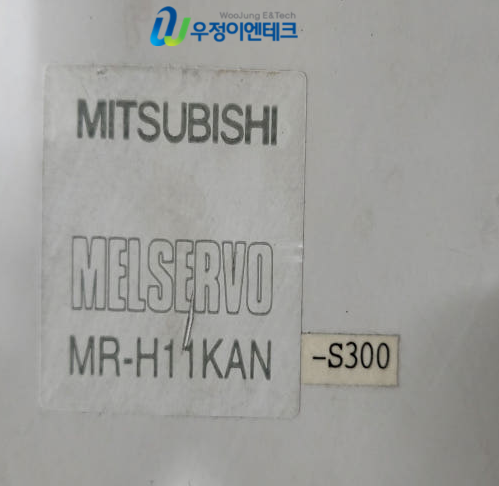 WooJung E&Tech
우정이엔테크
MITSUBISHI
MELSERVO
MR-H11KAN -S300